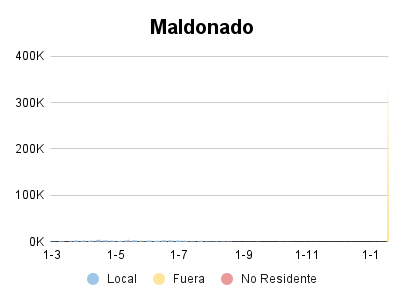 Maldonado
400K
300K
200K
100K
0K
1-3 1-5 1-7 1-9 1-11 1-1
Local Fuera No Residente